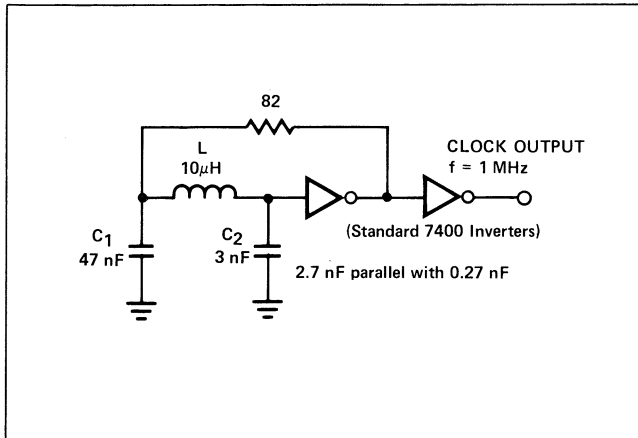 82
L
10μH
CLOCK OUTPUT
f = 1 MHz
C1
47 nF
C2
3 nF
(Standard 7400 Inverters)
2.7 nF parallel with 0.27 nF